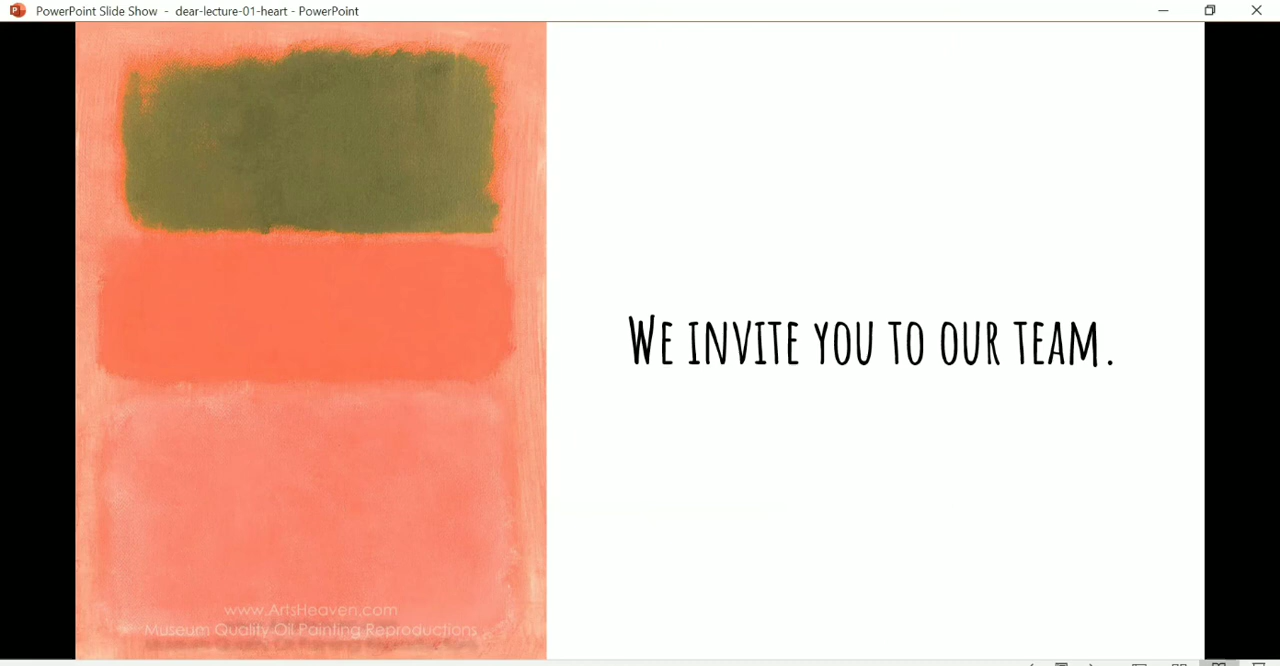 PowerPoint Slide Show - dear-lecture-01-heart - PowerPoint
We invite you to our team.
www.ArtsHeaven.com
Museum Quality Oil Painting Reproductions